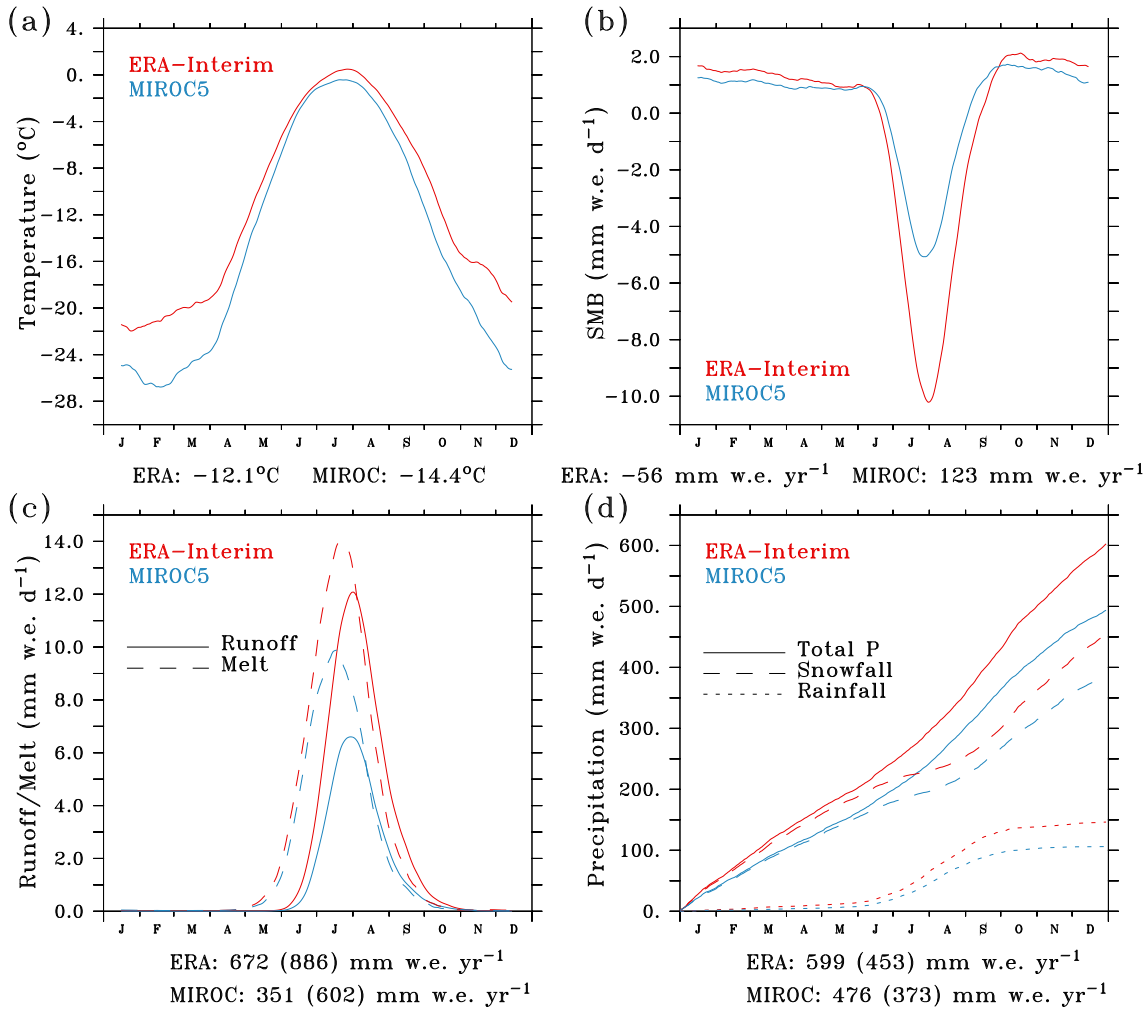 (a)
4.
0.
−4.
−8.
−12.
−16.
−20.
−24.
−28.
Temperature (°C)
ERA−Interim
MIROC5
J F M A M J J A S O N D
ERA: −12.1°C MIROC: −14.4°C
(b)
2.0
0.0
−2.0
−4.0
−6.0
−8.0
−10.0
SMB (mm w.e. d⁻¹)
ERA−Interim
MIROC5
J F M A M J J A S O N D
ERA: −56 mm w.e. yr⁻¹ MIROC: 123 mm w.e. yr⁻¹
(c)
14.0
12.0
10.0
8.0
6.0
4.0
2.0
0.0
Runoff/Melt (mm w.e. d⁻¹)
ERA−Interim
MIROC5
Runoff
Melt
J F M A M J J A S O N D
ERA: 672 (886) mm w.e. yr⁻¹
MIROC: 351 (602) mm w.e. yr⁻¹
(d)
600.
500.
400.
300.
200.
100.
0.
Precipitation (mm w.e. d⁻¹)
ERA−Interim
MIROC5
Total P
Snowfall
Rainfall
J F M A M J J A S O N D
ERA: 599 (453) mm w.e. yr⁻¹
MIROC: 476 (373) mm w.e. yr⁻¹